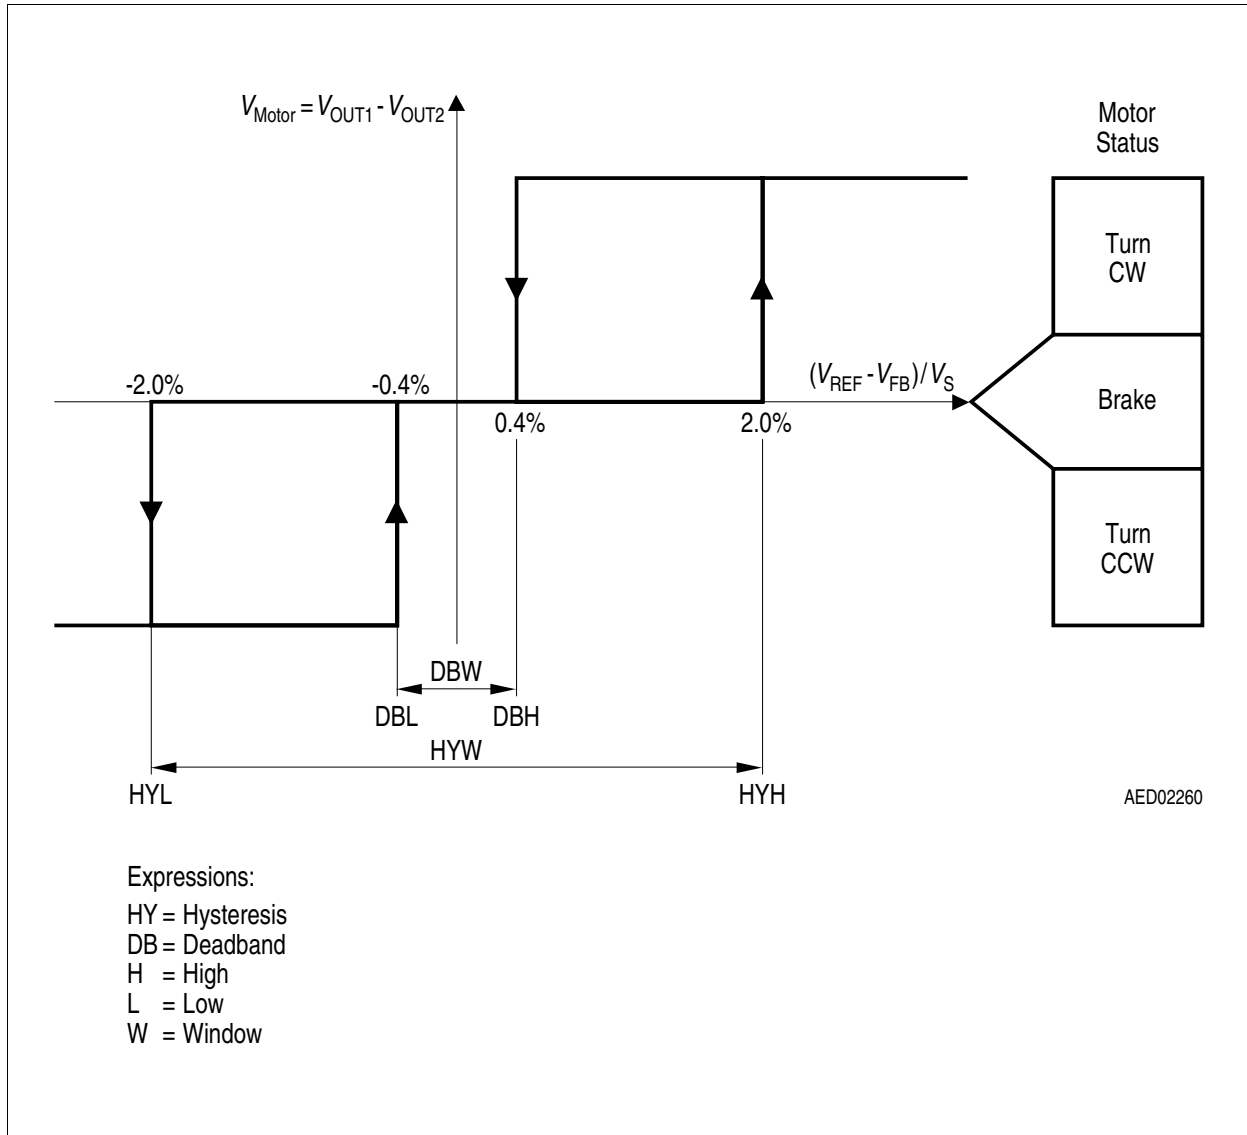 V_Motor = V_OUT1 - V_OUT2
Motor
Status
Turn
CW
-2.0%
-0.4%
(V_REF - V_FB) / V_S
Brake
0.4%
2.0%
Turn
CCW
DBW
DBL
DBH
HYW
HYL
HYH
AED02260
Expressions:
HY = Hysteresis
DB = Deadband
H = High
L = Low
W = Window